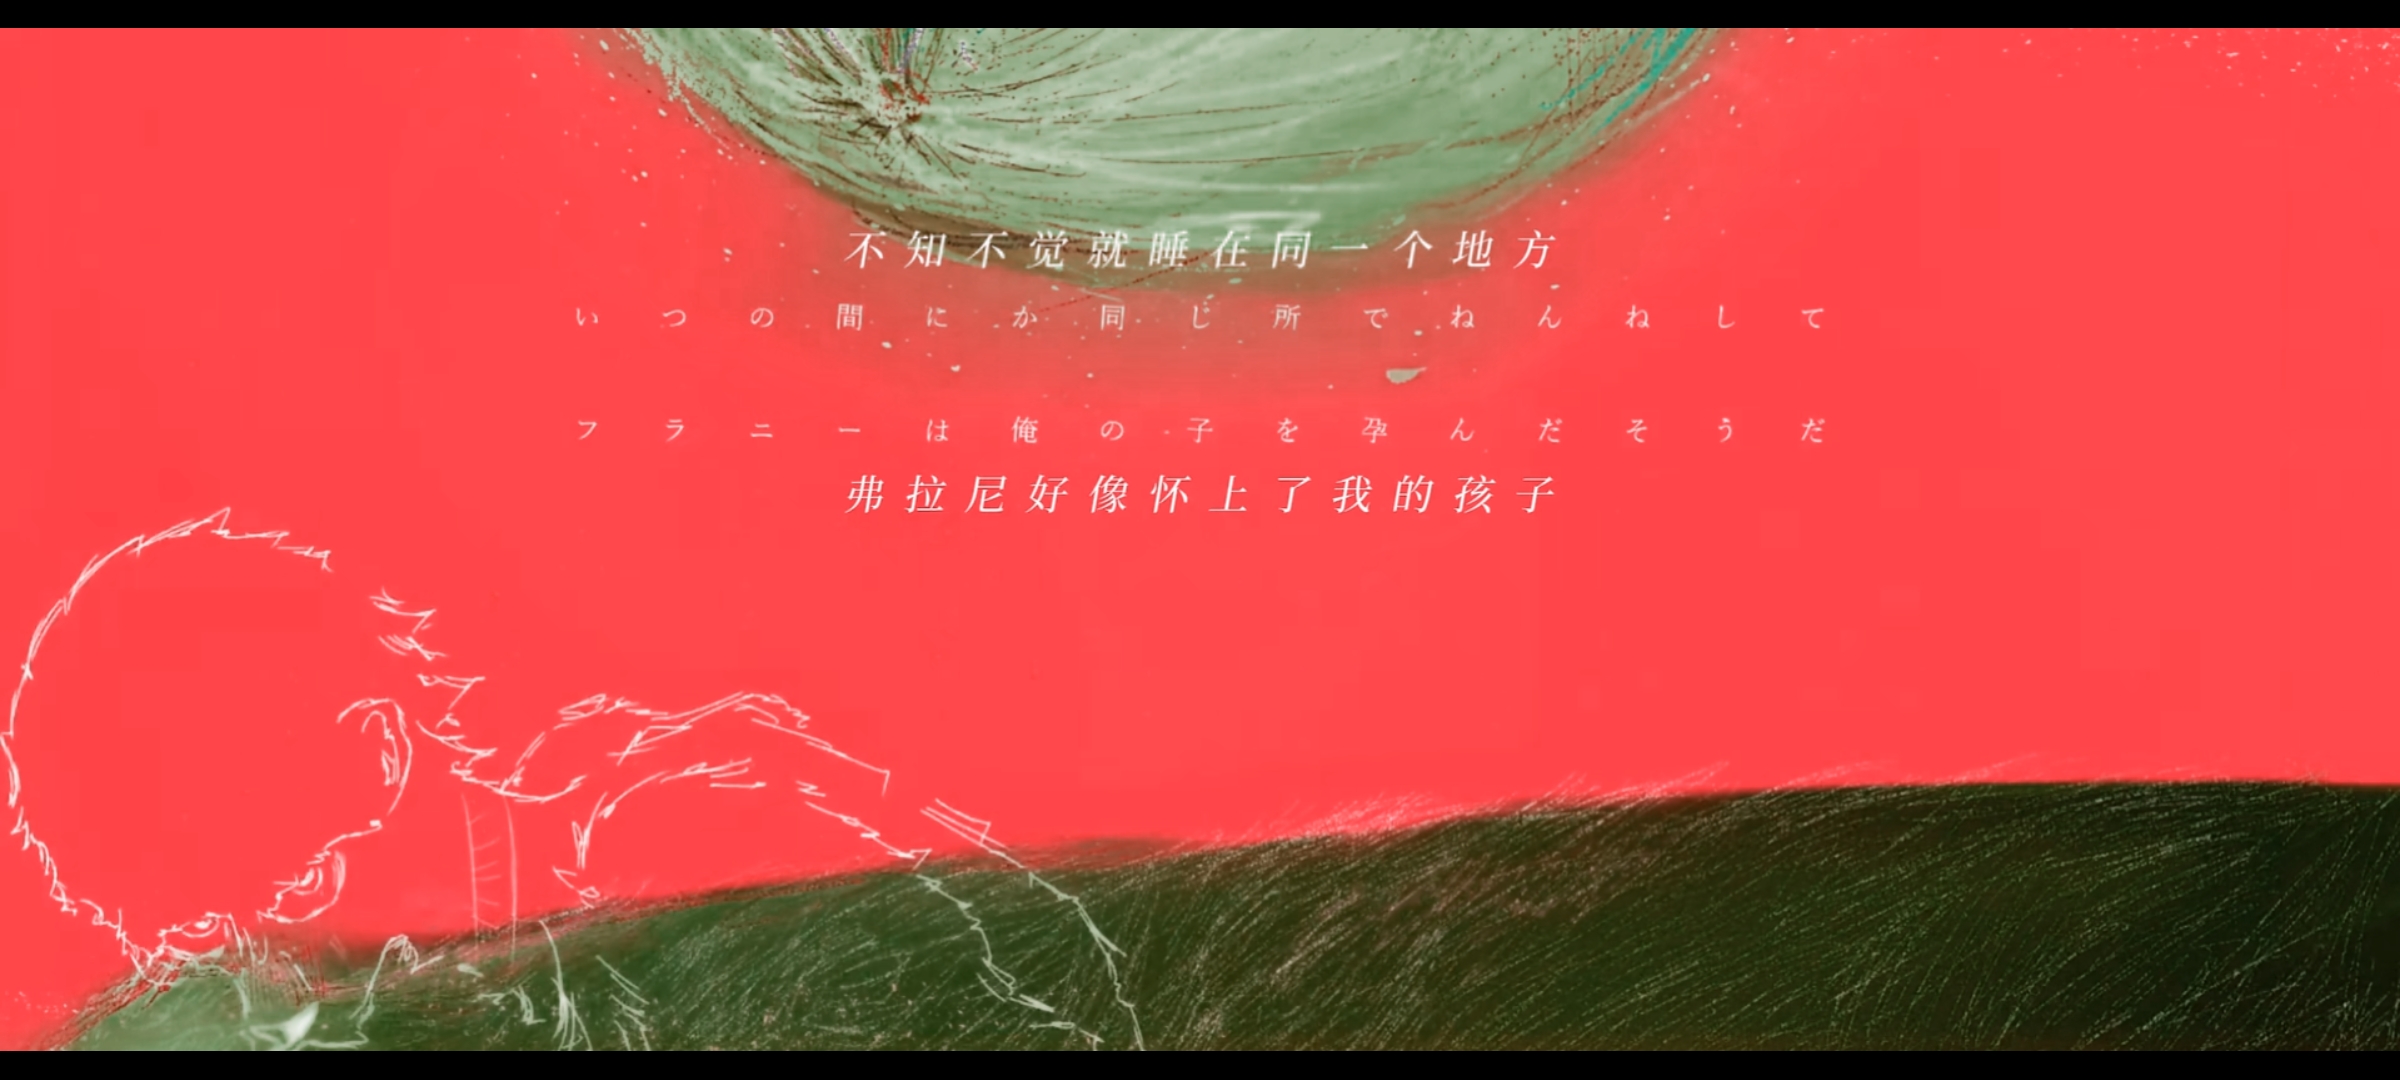 不知不觉就睡在同一个地方
いつの間にか同じ所でねんねして
フラニーは俺の子を孕んだそうだ
弗拉尼好像怀上了我的孩子